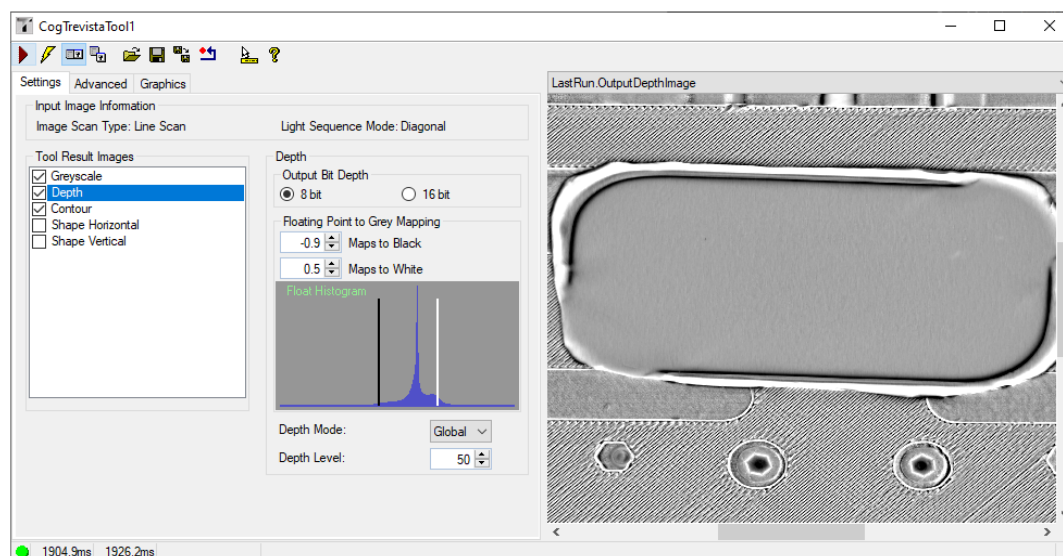 CogTrevistaTool1
Settings Advanced Graphics
Input Image Information
Image Scan Type: Line Scan
Light Sequence Mode: Diagonal
Tool Result Images
Greyscale
Depth
Contour
Shape Horizontal
Shape Vertical
Depth
Output Bit Depth
8 bit 16 bit
Floating Point to Grey Mapping
-0.9 Maps to Black
0.5 Maps to White
Float Histogram
Depth Mode: Global
Depth Level: 50
LastRun.OutputDepthImage
1904.9ms 1926.2ms